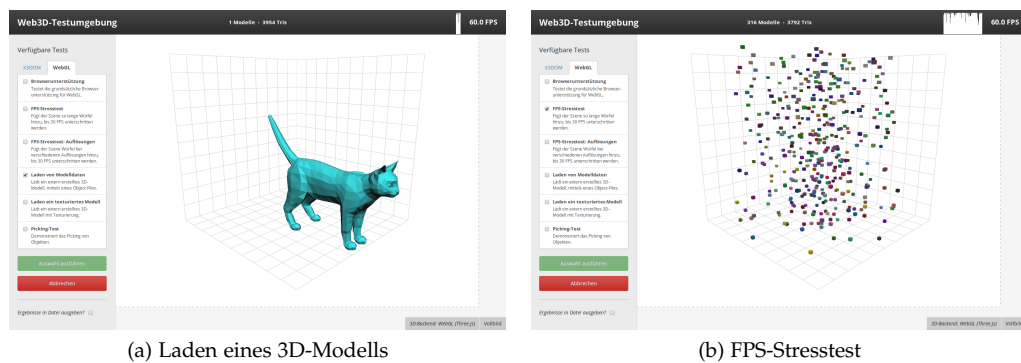 Web3D-Testumgebung
1 Modelle - 3954 Tris
60.0 FPS
Verfügbare Tests
X3DOM
WebGL
Browserunterstützung
Testet die grundsätzliche Browser-
unterstützung für WebGL.
FPS-Stresstest
Fügt der Szene so lange Würfel
hinzu, bis 30 FPS unterschritten
werden.
FPS-Stresstest: Auflösungen
Fügt der Szene Würfel bei
verschiedenen Auflösungen hinzu,
bis 30 FPS unterschritten werden.
Laden von Modelldaten
Lädt ein extern erstelltes 3D-
Modell, mittels eines Object-Files.
Laden ein texturiertes Modell
Lädt ein extern erstelltes 3D-
Modell mit Texturierung.
Picking-Test
Demonstriert das Picking von
Objekten.
Auswahl ausführen
Abbrechen
Ergebnisse in Datei ausgeben?
3D-Backend: WebGL (Three.js)
Vollbild
(a) Laden eines 3D-Modells
Web3D-Testumgebung
316 Modelle - 3792 Tris
60.0 FPS
Verfügbare Tests
X3DOM
WebGL
Browserunterstützung
Testet die grundsätzliche Browser-
unterstützung für WebGL.
FPS-Stresstest
Fügt der Szene so lange Würfel
hinzu, bis 30 FPS unterschritten
werden.
FPS-Stresstest: Auflösungen
Fügt der Szene Würfel bei
verschiedenen Auflösungen hinzu,
bis 30 FPS unterschritten werden.
Laden von Modelldaten
Lädt ein extern erstelltes 3D-
Modell, mittels eines Object-Files.
Laden ein texturiertes Modell
Lädt ein extern erstelltes 3D-
Modell mit Texturierung.
Picking-Test
Demonstriert das Picking von
Objekten.
Auswahl ausführen
Abbrechen
Ergebnisse in Datei ausgeben?
3D-Backend: WebGL (Three.js)
Vollbild
(b) FPS-Stresstest